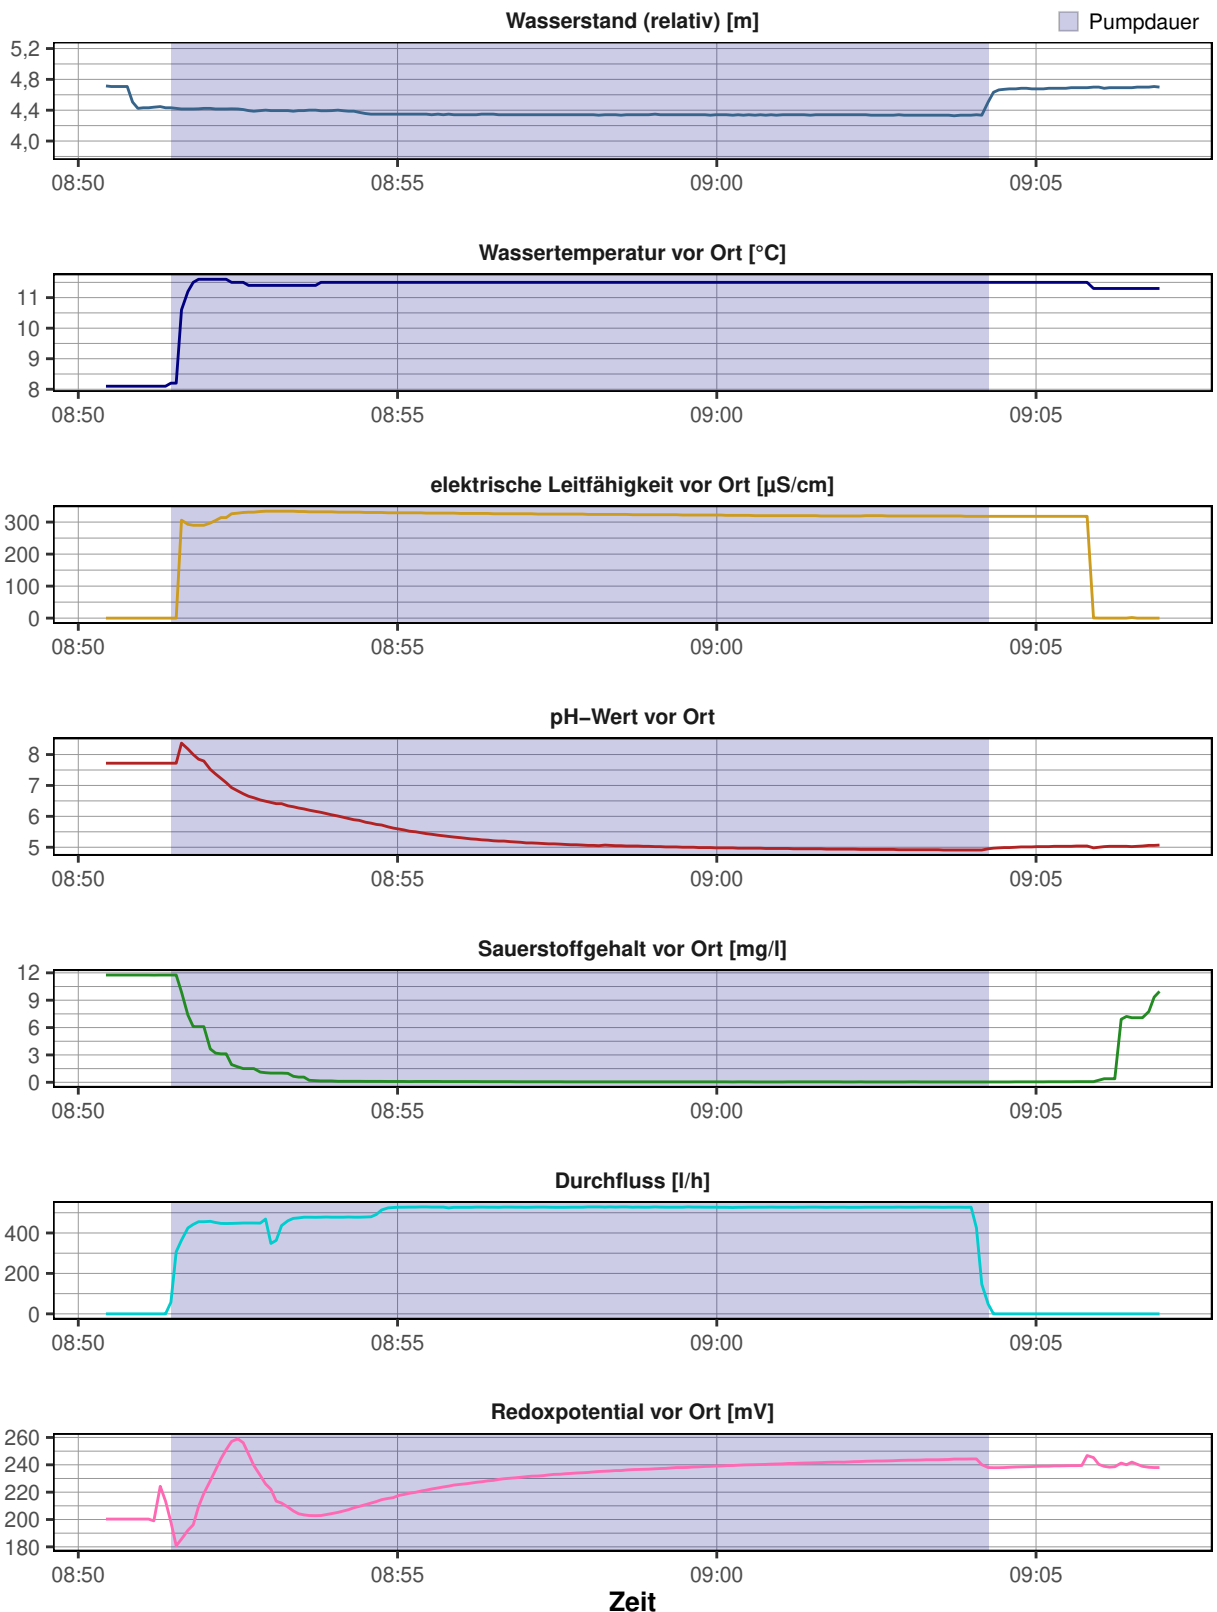 Wasserstand (relativ) [m]
Pumpdauer
5,2
4,8
4,4
4,0
08:50 08:55 09:00 09:05
Wassertemperatur vor Ort [°C]
11
10
9
8
08:50 08:55 09:00 09:05
elektrische Leitfähigkeit vor Ort [µS/cm]
300
200
100
0
08:50 08:55 09:00 09:05
pH−Wert vor Ort
8
7
6
5
08:50 08:55 09:00 09:05
Sauerstoffgehalt vor Ort [mg/l]
12
9
6
3
0
08:50 08:55 09:00 09:05
Durchfluss [l/h]
400
200
0
08:50 08:55 09:00 09:05
Redoxpotential vor Ort [mV]
260
240
220
200
180
08:50 08:55 09:00 09:05
Zeit